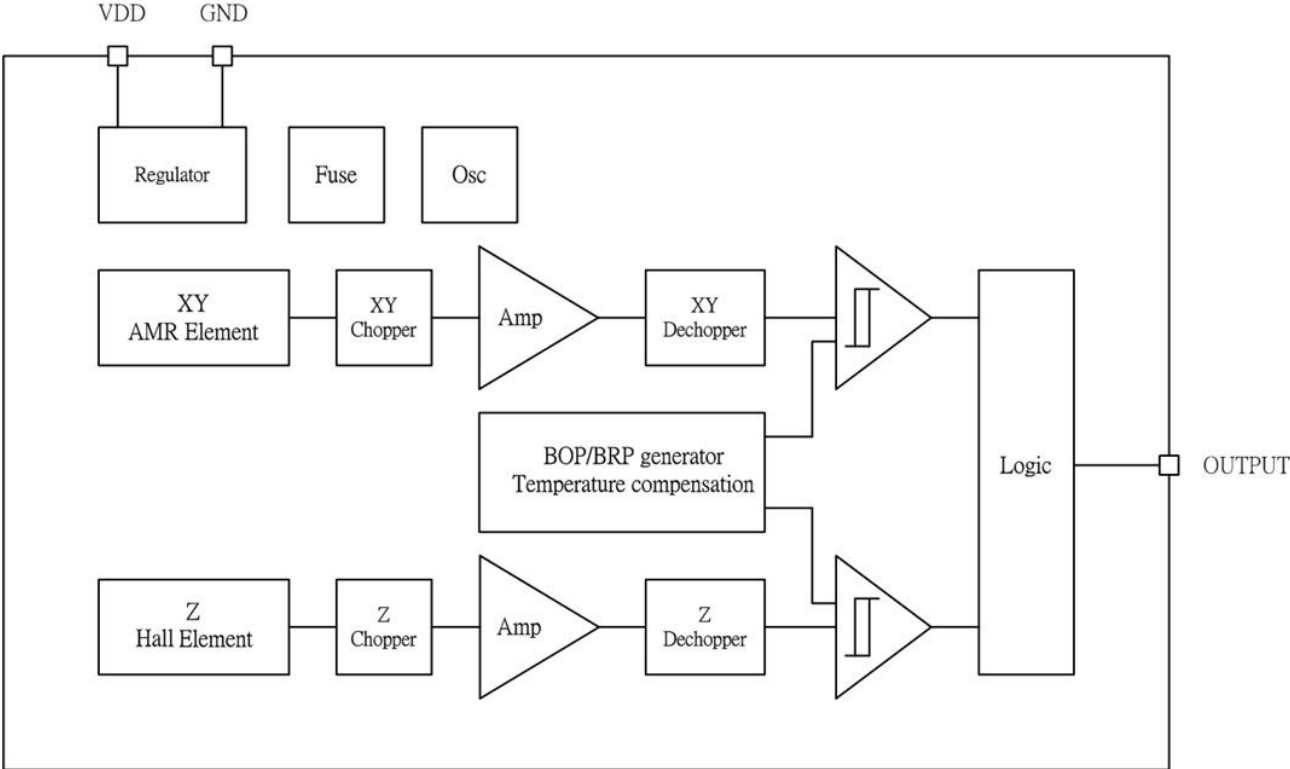 VDD
GND
Regulator
Fuse
Osc
XY
AMR Element
XY
Chopper
Amp
XY
Dechopper
BOP/BRP generator
Temperature compensation
Logic
OUTPUT
Z
Hall Element
Z
Chopper
Amp
Z
Dechopper